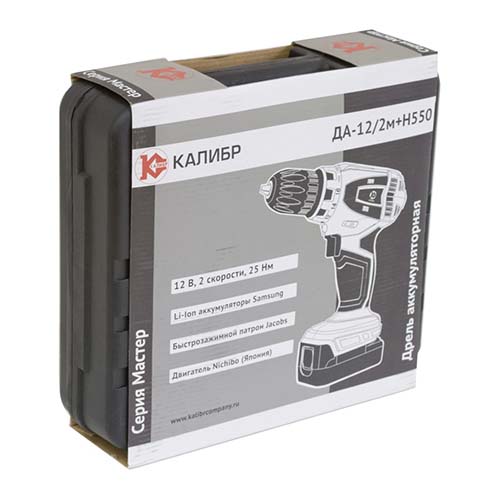 Серия Мастер
КАЛИБР
ДА-12/2м+Н550
12 В, 2 скорости, 25 Нм
Li-Ion аккумуляторы Samsung
Быстрозажимной патрон Jacobs
Двигатель Nichibo (Япония)
www.kalibrcompany.ru
Серия Мастер
Дрель аккумуляторная